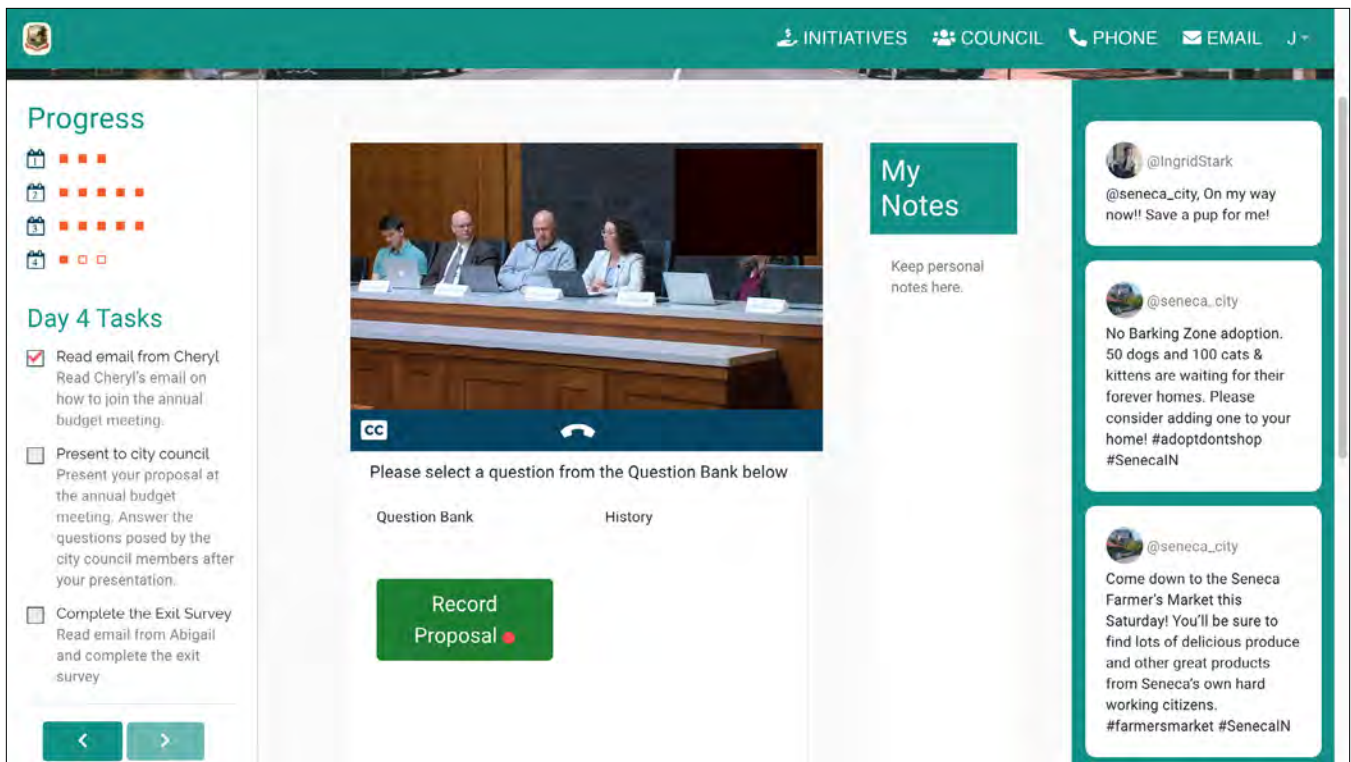 INITIATIVES COUNCIL PHONE EMAIL J
Progress
1
2
3
4
Day 4 Tasks
Read email from Cheryl
Read Cheryl's email on
how to join the annual
budget meeting.
Present to city council
Present your proposal at
the annual budget
meeting. Answer the
questions posed by the
city council members after
your presentation.
Complete the Exit Survey
Read email from Abigail
and complete the exit
survey
CC
Please select a question from the Question Bank below
Question Bank History
Record
Proposal
My
Notes
Keep personal
notes here.
@IngridStark
@seneca_city, On my way
now!! Save a pup for me!
@seneca_city
No Barking Zone adoption.
50 dogs and 100 cats &
kittens are waiting for their
forever homes. Please
consider adding one to your
home! #adoptdontshop
#SenecaIN
@seneca_city
Come down to the Seneca
Farmer's Market this
Saturday! You'll be sure to
find lots of delicious produce
and other great products
from Seneca's own hard
working citizens.
#farmersmarket #SenecaIN